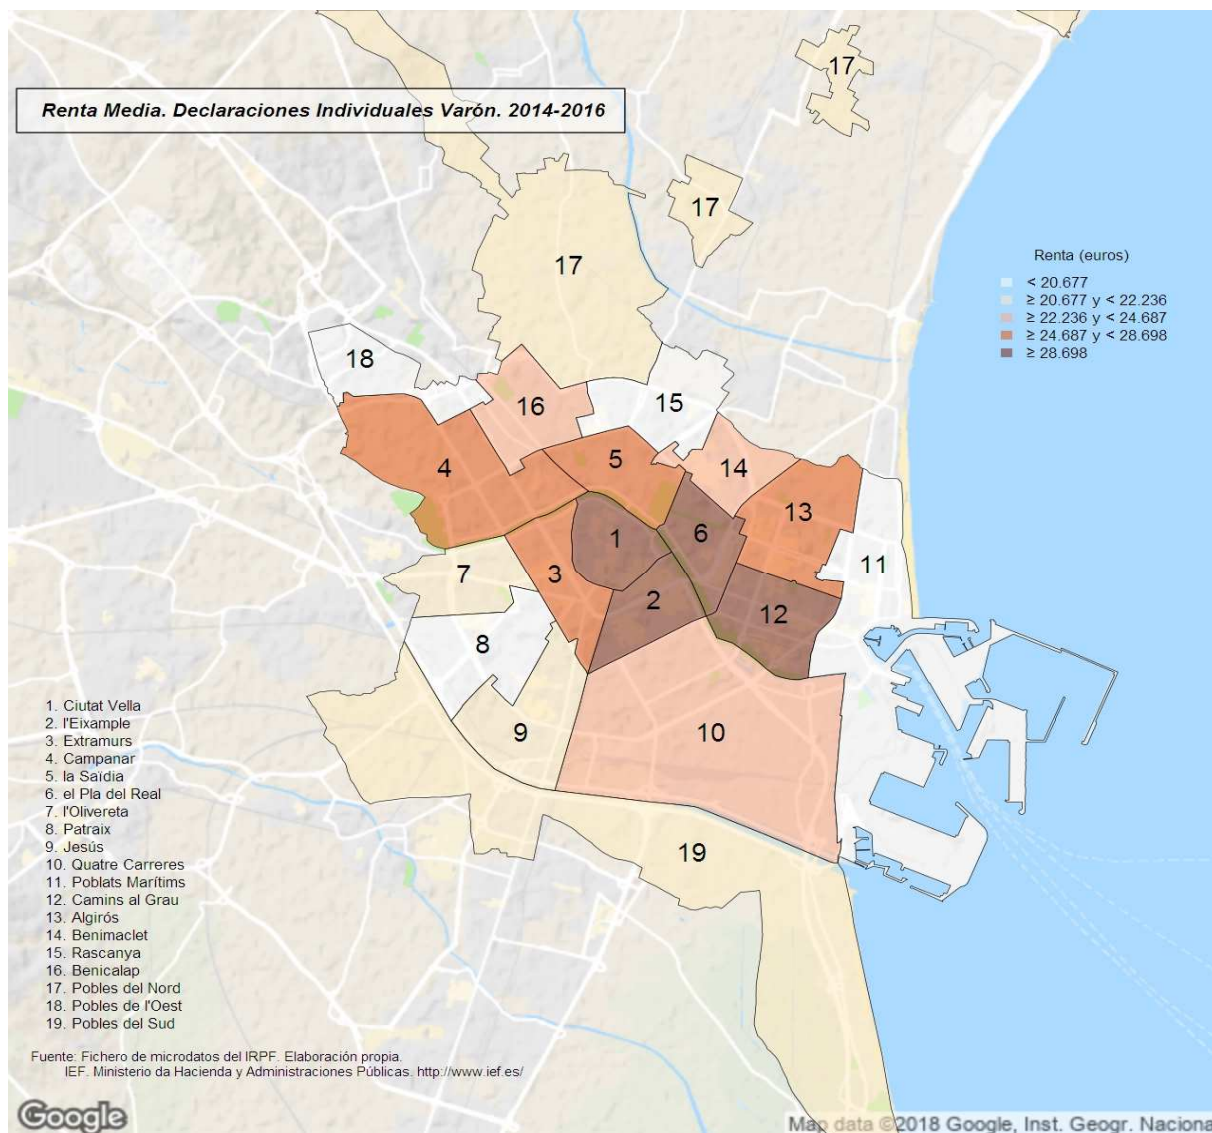 Renta Media. Declaraciones Individuales Varón. 2014-2016
17
17
17
Renta (euros)
< 20.677
≥ 20.677 y < 22.236
≥ 22.236 y < 24.687
≥ 24.687 y < 28.698
≥ 28.698
18
16
15
4
5
14
13
1
6
11
7
3
2
12
8
9
10
19
1. Ciutat Vella
2. l'Eixample
3. Extramurs
4. Campanar
5. la Saïdia
6. el Pla del Real
7. l'Olivereta
8. Patraix
9. Jesús
10. Quatre Carreres
11. Poblats Marítims
12. Camins al Grau
13. Algirós
14. Benimaclet
15. Rascanya
16. Benicalap
17. Pobles del Nord
18. Pobles de l'Oest
19. Pobles del Sud
Fuente: Fichero de microdatos del IRPF. Elaboración propia.
IEF. Ministerio da Hacienda y Administraciones Públicas. http://www.ief.es/
Google
Map data ©2018 Google, Inst. Geogr. Naciona